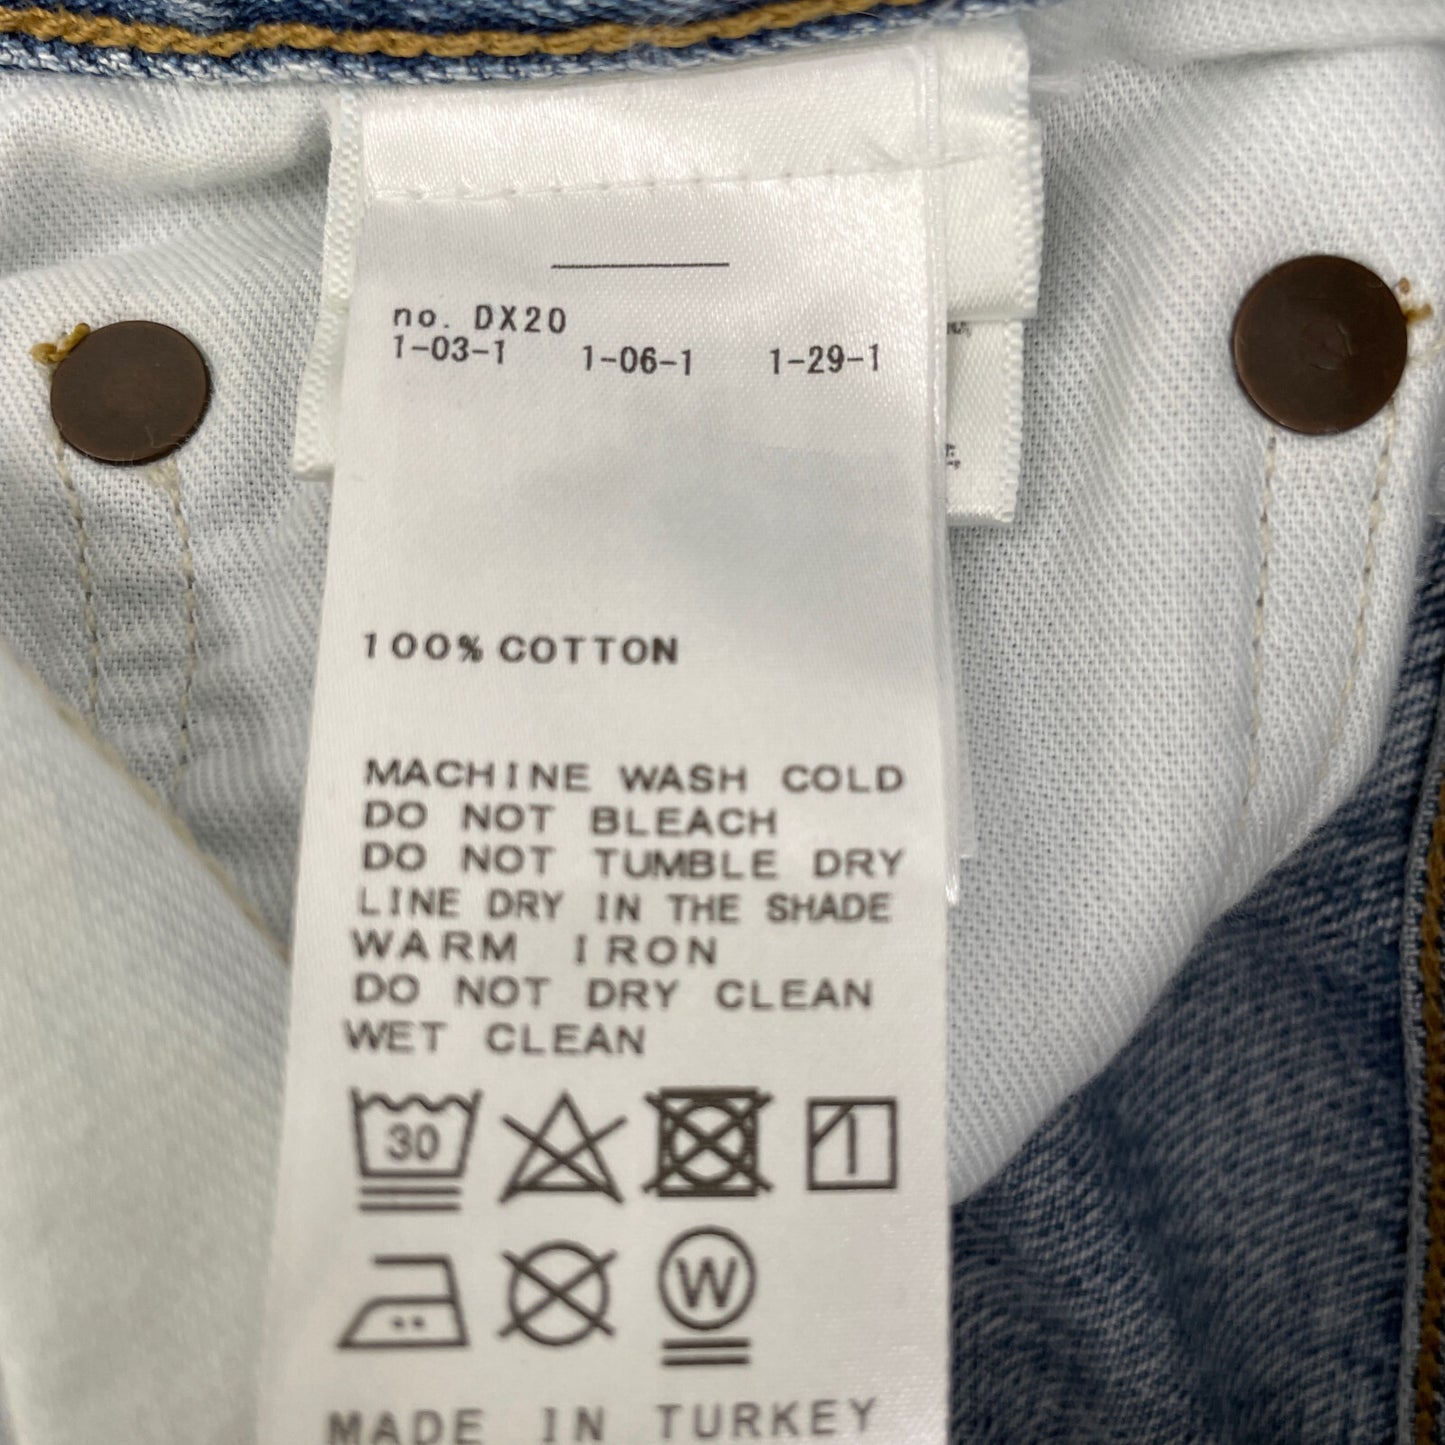 no. DX20
1-03-1 1-06-1 1-29-1
100% COTTON
MACHINE WASH COLD
DO NOT BLEACH
DO NOT TUMBLE DRY
LINE DRY IN THE SHADE
WARM IRON
DO NOT DRY CLEAN
WET CLEAN
30
W
MADE IN TURKEY